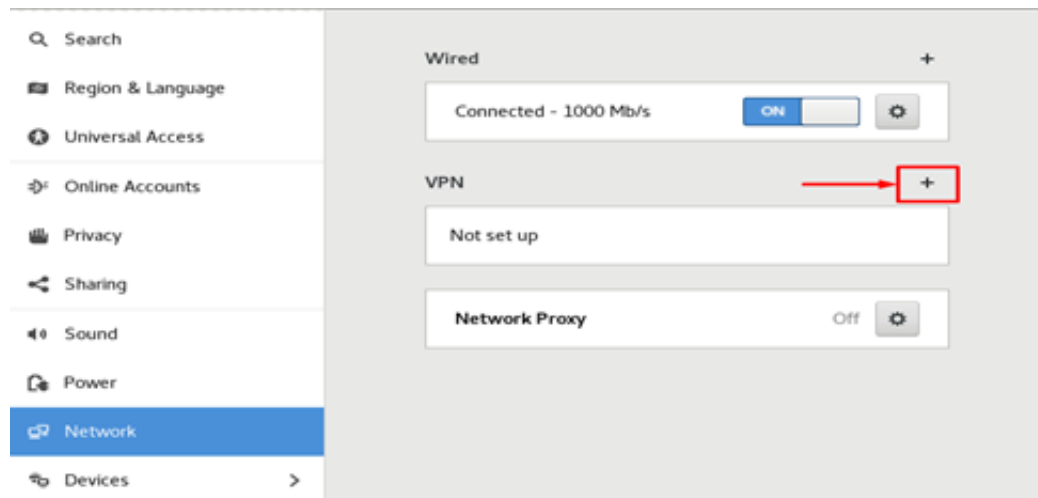 Search
Region & Language
Universal Access
Online Accounts
Privacy
Sharing
Sound
Power
Network
Devices
Wired
Connected - 1000 Mb/s
ON
VPN
Not set up
Network Proxy
Off